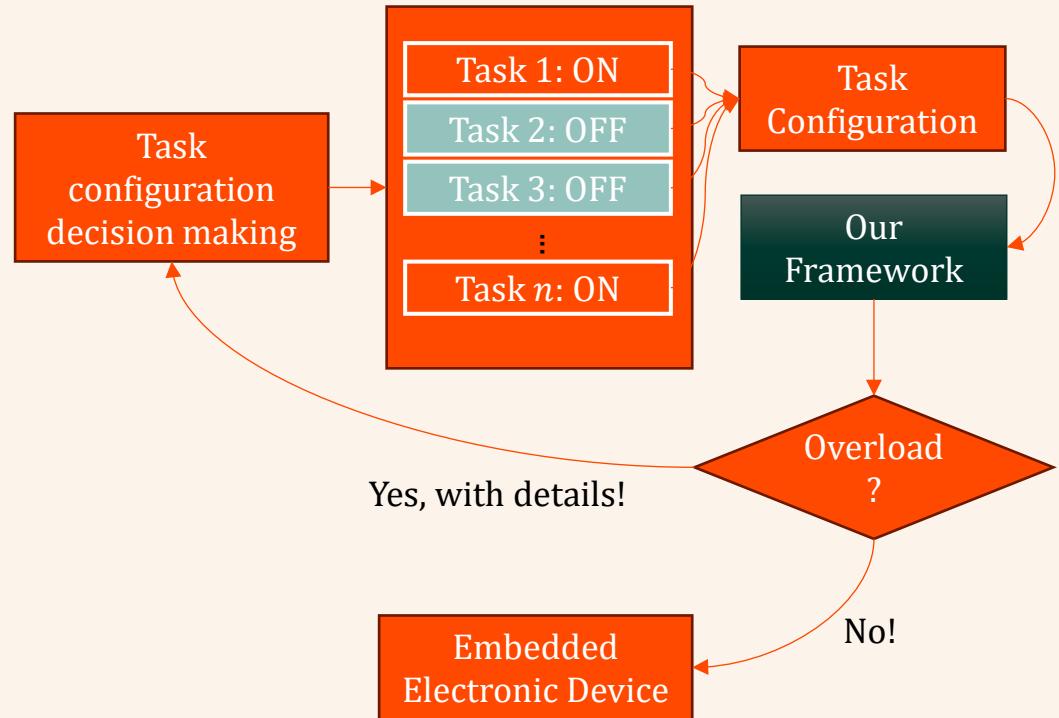 Task
configuration
decision making
Task 1: ON
Task 2: OFF
Task 3: OFF
⋮
Task n: ON
Task
Configuration
Our
Framework
Overload
?
Yes, with details!
No!
Embedded
Electronic Device